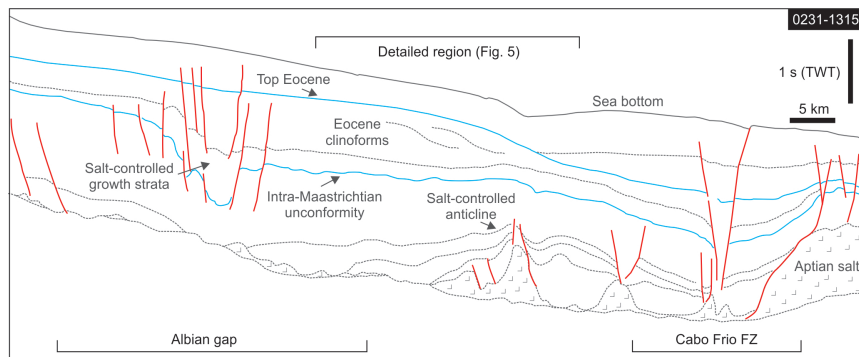 0231-1315
Detailed region (Fig. 5)
1 s (TWT)
Top Eocene
Sea bottom
5 km
Eocene
clinoforms
Salt-controlled
growth strata
Intra-Maastrichtian
unconformity
Salt-controlled
anticline
Aptian salt
Albian gap
Cabo Frio FZ